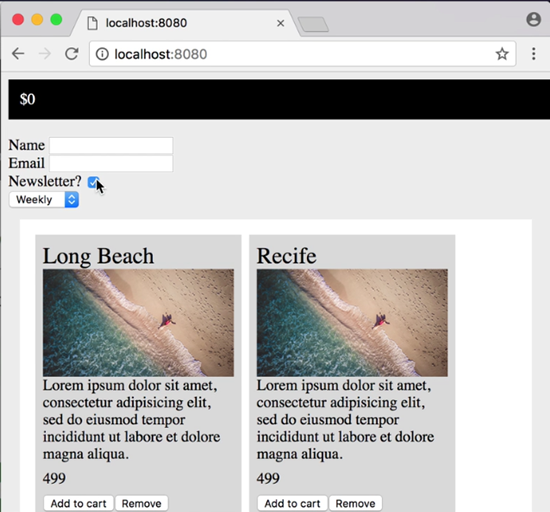 localhost:8080
localhost:8080
$0
Name
Email
Newsletter?
Weekly
Long Beach
Lorem ipsum dolor sit amet,
consectetur adipisicing elit,
sed do eiusmod tempor
incididunt ut labore et dolore
magna aliqua.
499
Add to cart Remove
Recife
Lorem ipsum dolor sit amet,
consectetur adipisicing elit,
sed do eiusmod tempor
incididunt ut labore et dolore
magna aliqua.
499
Add to cart Remove